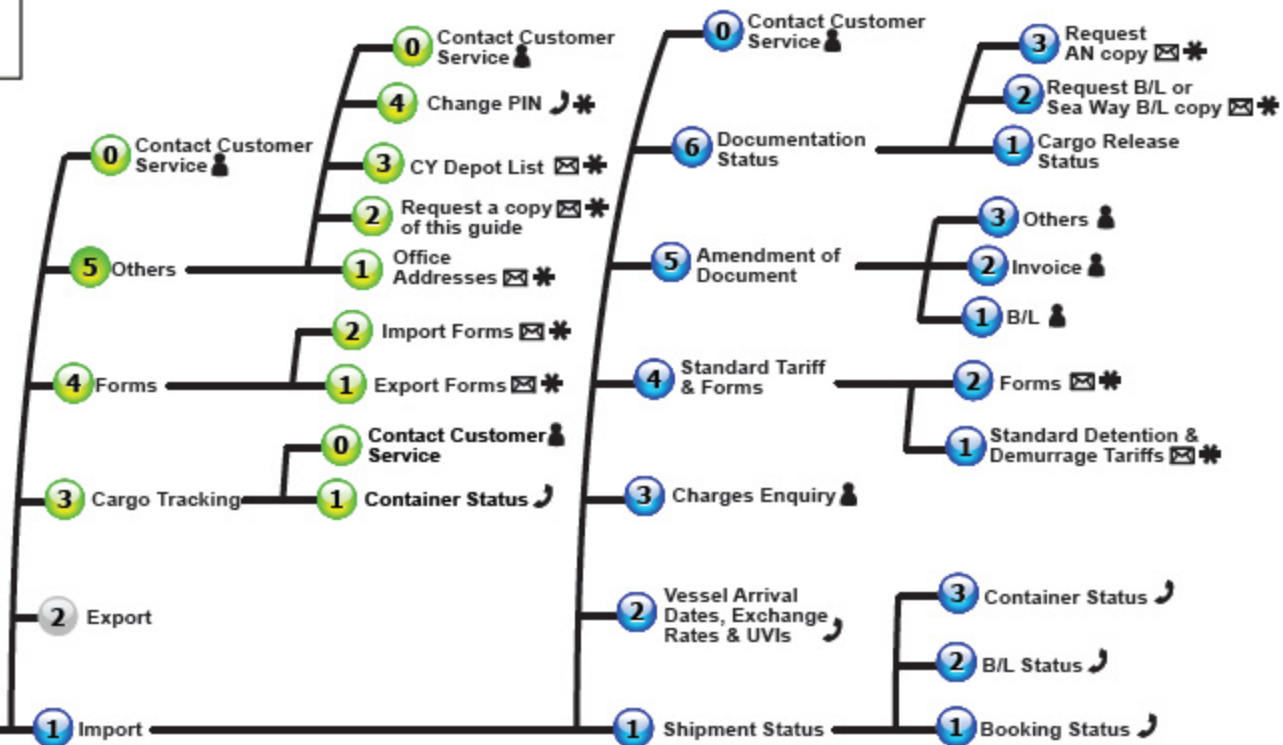 0 Contact Customer
Service
5 Others
0 Contact Customer
Service
4 Change PIN
3 CY Depot List
2 Request a copy
of this guide
1 Office
Addresses
4 Forms
2 Import Forms
1 Export Forms
3 Cargo Tracking
0 Contact Customer
Service
1 Container Status
2 Export
1 Import
0 Contact Customer
Service
6 Documentation
Status
3 Request
AN copy
2 Request B/L or
Sea Way B/L copy
1 Cargo Release
Status
5 Amendment of
Document
3 Others
2 Invoice
1 B/L
4 Standard Tariff
& Forms
2 Forms
1 Standard Detention &
Demurrage Tariffs
3 Charges Enquiry
2 Vessel Arrival
Dates, Exchange
Rates & UVIs
1 Shipment Status
3 Container Status
2 B/L Status
1 Booking Status